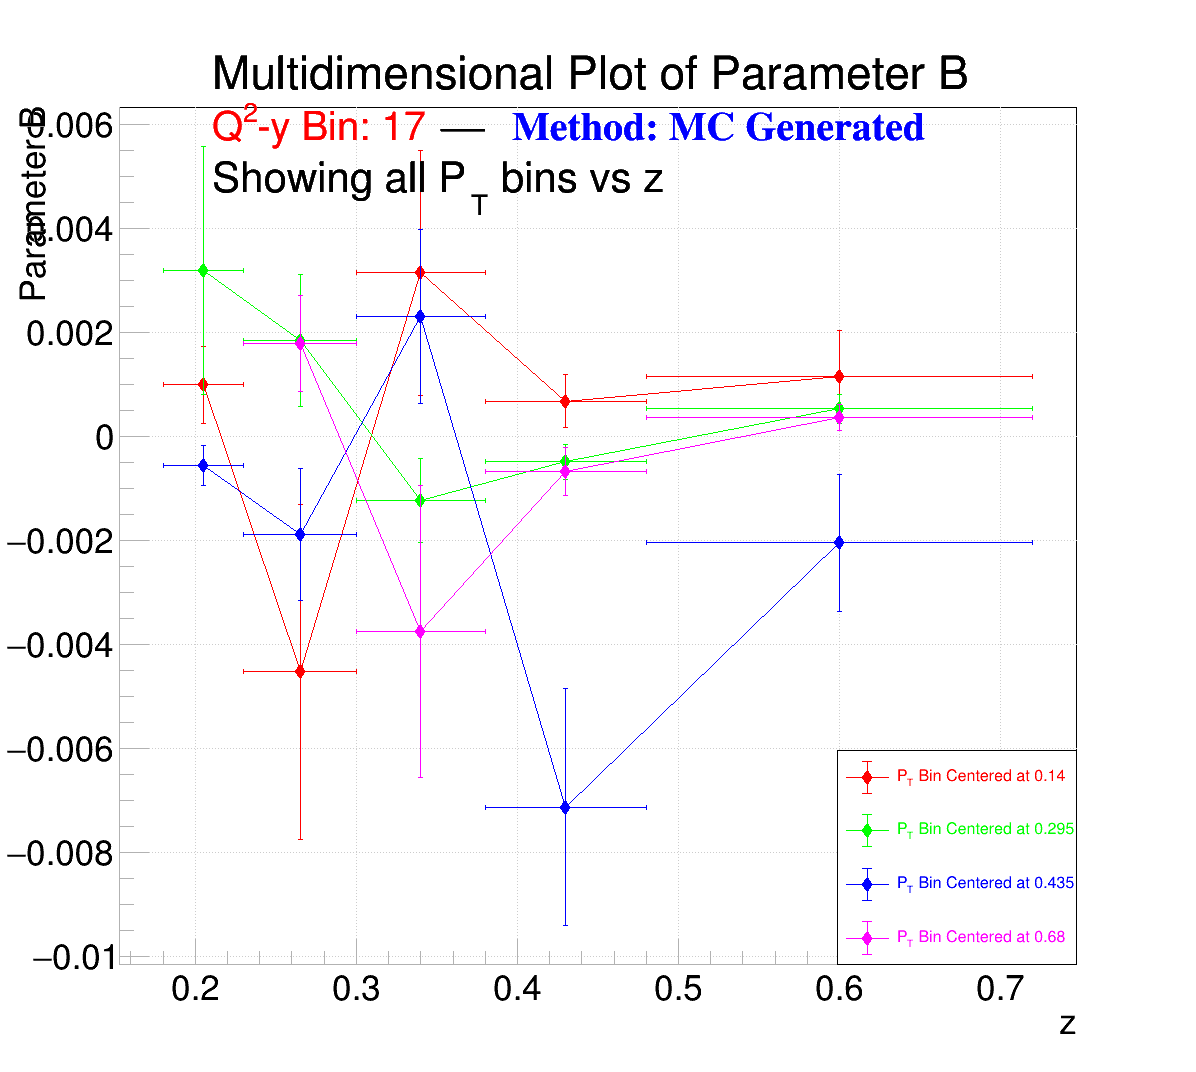 Multidimensional Plot of Parameter B
Q²-y Bin: 17 — Method: MC Generated
Showing all P_T bins vs z
Parameter B
0.006
0.004
0.002
0
−0.002
−0.004
−0.006
−0.008
−0.01
P_T Bin Centered at 0.14
P_T Bin Centered at 0.295
P_T Bin Centered at 0.435
P_T Bin Centered at 0.68
0.2 0.3 0.4 0.5 0.6 0.7
z